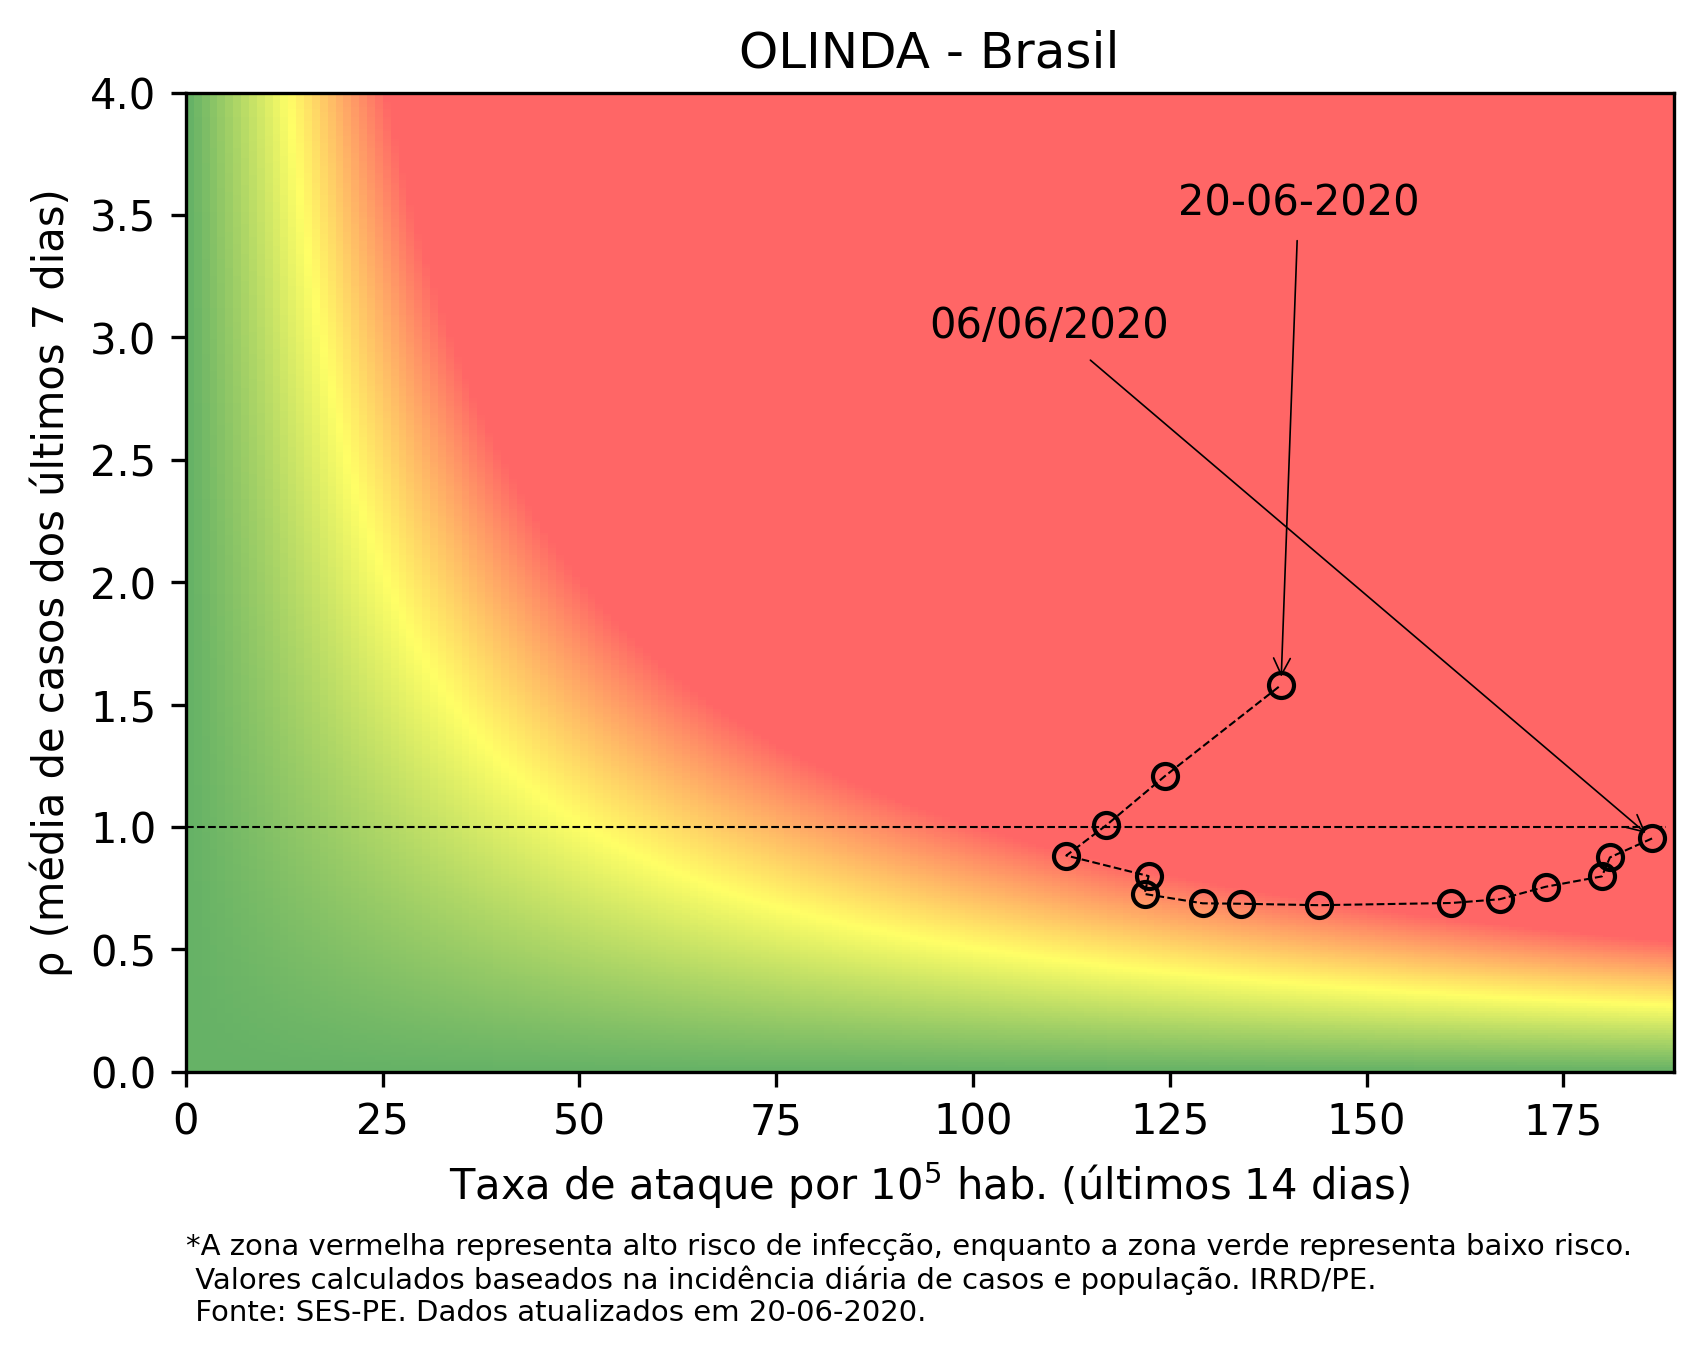 OLINDA - Brasil
4.0
3.5
3.0
2.5
2.0
1.5
1.0
0.5
0.0
ρ (média de casos dos últimos 7 dias)
20-06-2020
06/06/2020
0 25 50 75 100 125 150 175
Taxa de ataque por 10⁵ hab. (últimos 14 dias)
*A zona vermelha representa alto risco de infecção, enquanto a zona verde representa baixo risco.
Valores calculados baseados na incidência diária de casos e população. IRRD/PE.
Fonte: SES-PE. Dados atualizados em 20-06-2020.